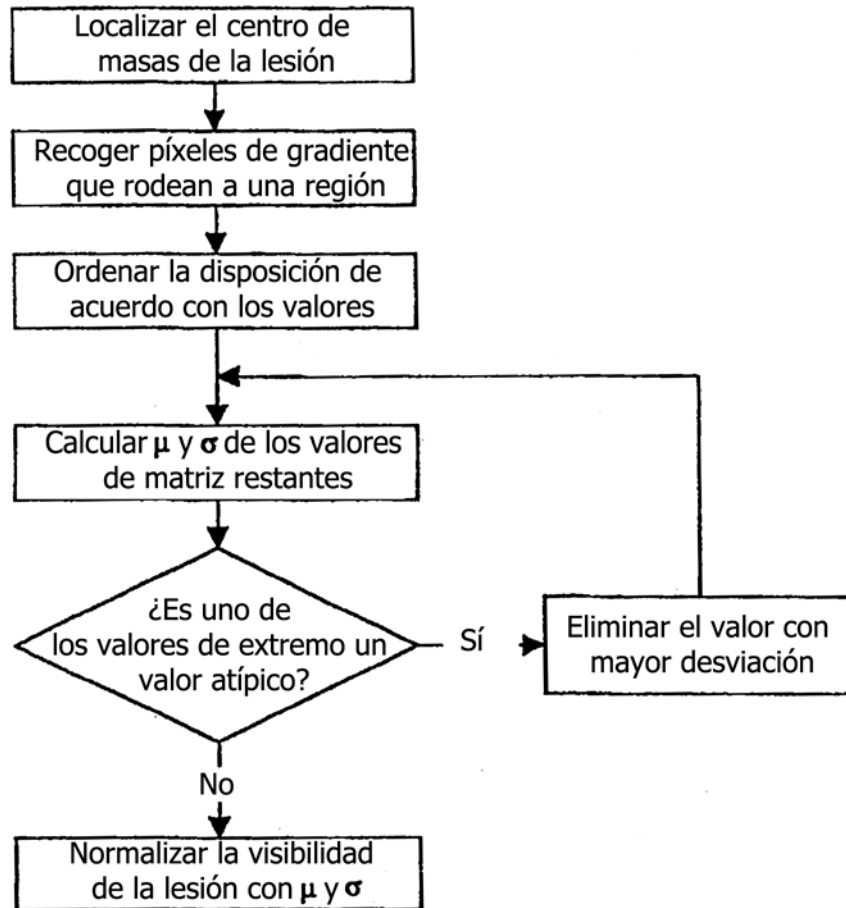 Localizar el centro de
masas de la lesión
Recoger píxeles de gradiente
que rodean a una región
Ordenar la disposición de
acuerdo con los valores
Calcular μ y σ de los valores
de matriz restantes
¿Es uno de
los valores de extremo un
valor atípico?
Sí
Eliminar el valor con
mayor desviación
No
Normalizar la visibilidad
de la lesión con μ y σ